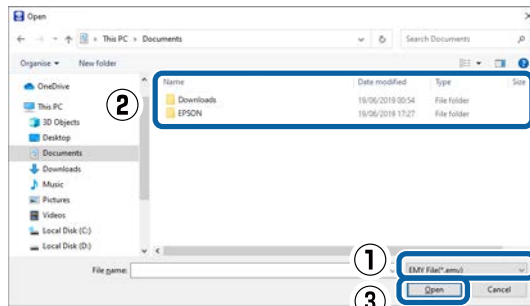 Open
This PC › Documents
Search Documents
Organise
New folder
Name
Date modified
Type
Size
OneDrive
This PC
3D Objects
Desktop
Documents
Downloads
Music
Pictures
Videos
Local Disk (C:)
Local Disk (D:)
2
Downloads
19/06/2019 00:54
File folder
EPSON
19/06/2019 17:27
File folder
File name:
1
EMY File(*.emy)
3
Open
Cancel